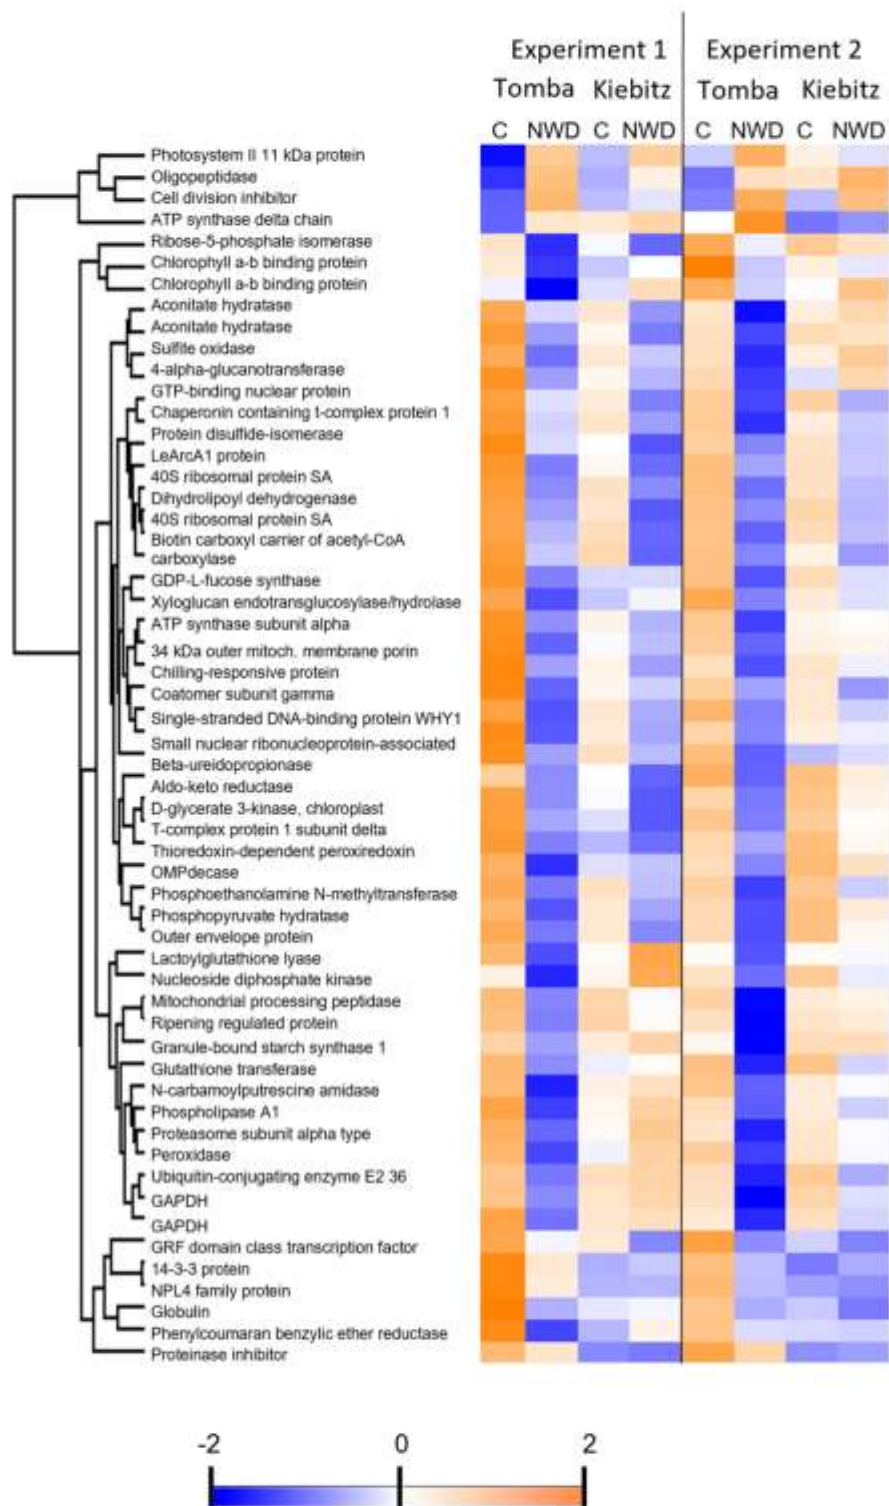 Experiment 1 Experiment 2
Tomba Kiebitz Tomba Kiebitz
C NWD C NWD C NWD C NWD
Photosystem II 11 kDa protein
Oligopeptidase
Cell division inhibitor
ATP synthase delta chain
Ribose-5-phosphate isomerase
Chlorophyll a-b binding protein
Chlorophyll a-b binding protein
Aconitate hydratase
Aconitate hydratase
Sulfite oxidase
4-alpha-glucanotransferase
GTP-binding nuclear protein
Chaperonin containing t-complex protein 1
Protein disulfide-isomerase
LeArcA1 protein
40S ribosomal protein SA
Dihydrolipoyl dehydrogenase
40S ribosomal protein SA
Biotin carboxyl carrier of acetyl-CoA
carboxylase
GDP-L-fucose synthase
Xyloglucan endotransglucosylase/hydrolase
ATP synthase subunit alpha
34 kDa outer mitoch. membrane porin
Chilling-responsive protein
Coatomer subunit gamma
Single-stranded DNA-binding protein WHY1
Small nuclear ribonucleoprotein-associated
Beta-ureidopropionase
Aldo-keto reductase
D-glycerate 3-kinase, chloroplast
T-complex protein 1 subunit delta
Thioredoxin-dependent peroxiredoxin
OMPdecase
Phosphoethanolamine N-methyltransferase
Phosphopyruvate hydratase
Outer envelope protein
Lactoylglutathione lyase
Nucleoside diphosphate kinase
Mitochondrial processing peptidase
Ripening regulated protein
Granule-bound starch synthase 1
Glutathione transferase
N-carbamoylputrescine amidase
Phospholipase A1
Proteasome subunit alpha type
Peroxidase
Ubiquitin-conjugating enzyme E2 36
GAPDH
GAPDH
GRF domain class transcription factor
14-3-3 protein
NPL4 family protein
Globulin
Phenylcoumaran benzylic ether reductase
Proteinase inhibitor
-2 0 2